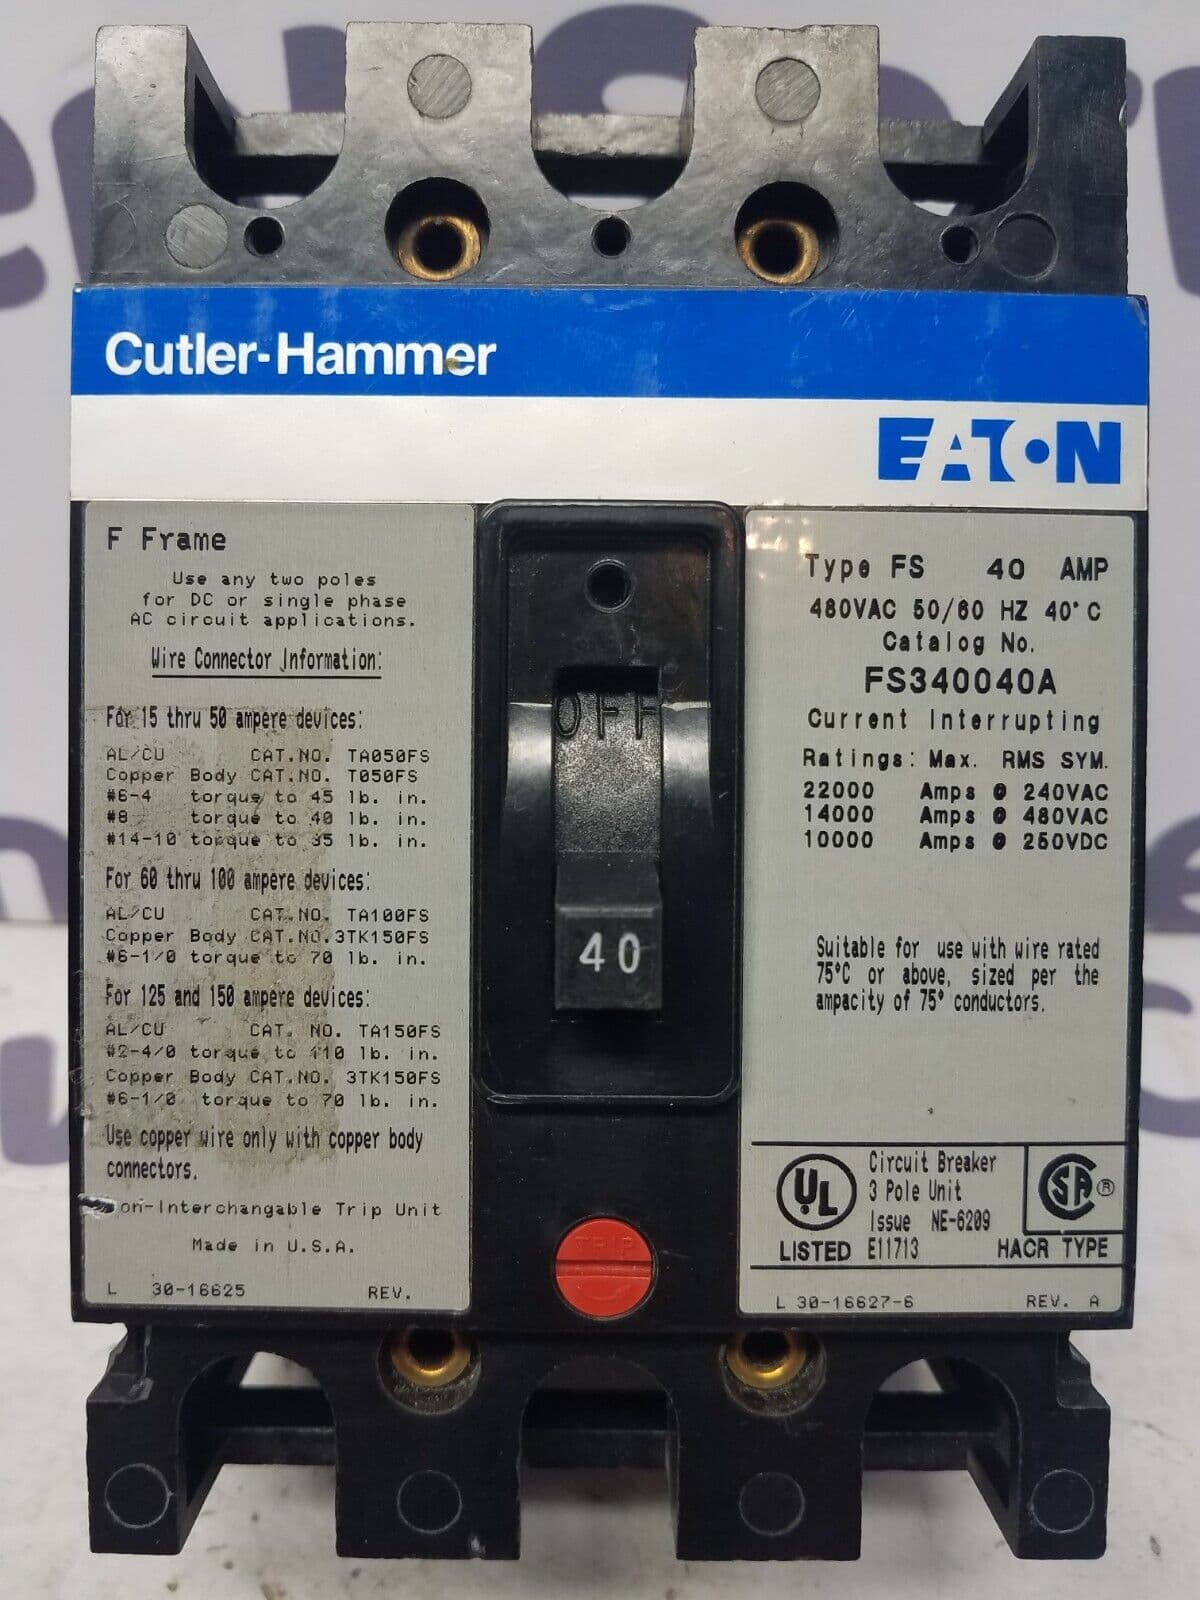 Cutler-Hammer
EATON
F Frame
Use any two poles
for DC or single phase
AC circuit applications.
Wire Connector Information:
For 15 thru 50 ampere devices:
AL/CU CAT.NO. TA050FS
Copper Body CAT.NO. T050FS
#6-4 torque to 45 lb. in.
#8 torque to 40 lb. in.
#14-10 torque to 35 lb. in.
For 60 thru 100 ampere devices:
AL/CU CAT.NO. TA100FS
Copper Body CAT.NO.3TK150FS
#6-1/0 torque to 70 lb. in.
For 125 and 150 ampere devices:
AL/CU CAT. NO. TA150FS
#2-4/0 torque to 110 lb. in.
Copper Body CAT.NO. 3TK150FS
#6-1/0 torque to 70 lb. in.
Use copper wire only with copper body
connectors.
on-Interchangable Trip Unit
Made in U.S.A.
L 30-16625 REV.
OFF
40
TRIP
Type FS 40 AMP
480VAC 50/60 HZ 40°C
Catalog No.
FS340040A
Current Interrupting
Ratings: Max. RMS SYM.
22000 Amps @ 240VAC
14000 Amps @ 480VAC
10000 Amps @ 250VDC
Suitable for use with wire rated
75°C or above, sized per the
ampacity of 75° conductors.
UL
LISTED
Circuit Breaker
3 Pole Unit
Issue NE-6209
E11713
SA ®
HACR TYPE
L 30-16627-6 REV. A